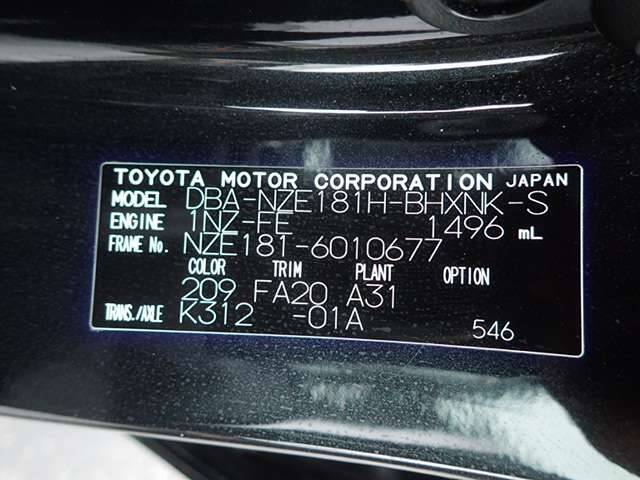 TOYOTA MOTOR CORPORATION JAPAN
MODEL DBA-NZE181H-BHXNK-S
ENGINE 1NZ-FE 1496 mL
FRAME No. NZE181-6010677
COLOR TRIM PLANT OPTION
209 FA20 A31
TRANS./AXLE K312 -01A 546